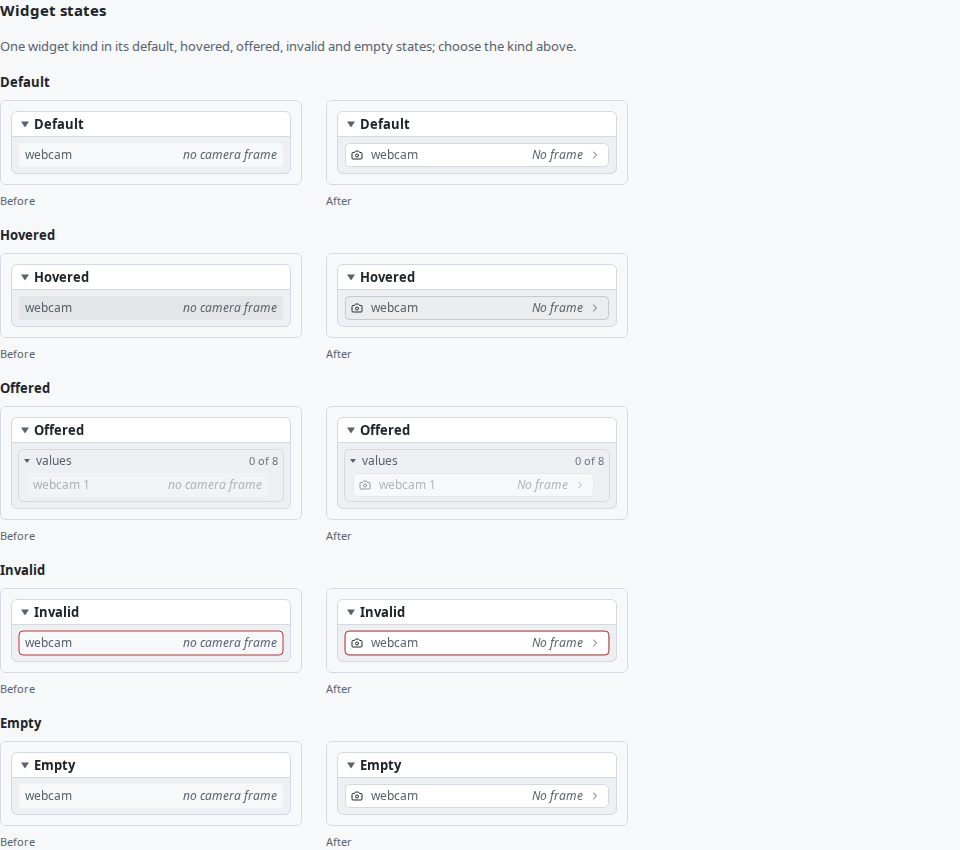 Widget states
One widget kind in its default, hovered, offered, invalid and empty states; choose the kind above.
Default
Default Default
webcam no camera frame webcam No frame
Before After
Hovered
Hovered Hovered
webcam no camera frame webcam No frame
Before After
Offered
Offered Offered
values 0 of 8 values 0 of 8
webcam 1 no camera frame webcam 1 No frame
Before After
Invalid
Invalid Invalid
webcam no camera frame webcam No frame
Before After
Empty
Empty Empty
webcam no camera frame webcam No frame
Before After